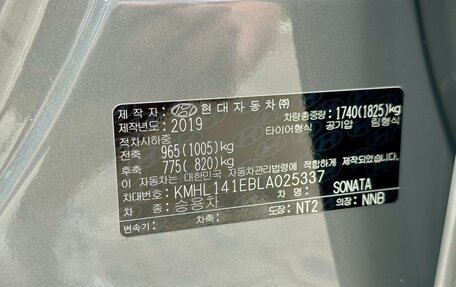 제 작 자 : 현대자동차㈜
차량총중량: 1740(1825)kg
제작년도: 2019
타이어형식 공기압 림형식
적차시하중
전축 965(1005)kg
후축 775( 820)kg
이 자동차는 대한민국 자동차관리법령에 적합하게 제작되었음
차대번호: KMHL141EBLA025337
차 종 : 승용차 차 명 : SONATA
변속기: 차축: 도장: NT2 의장: NNB